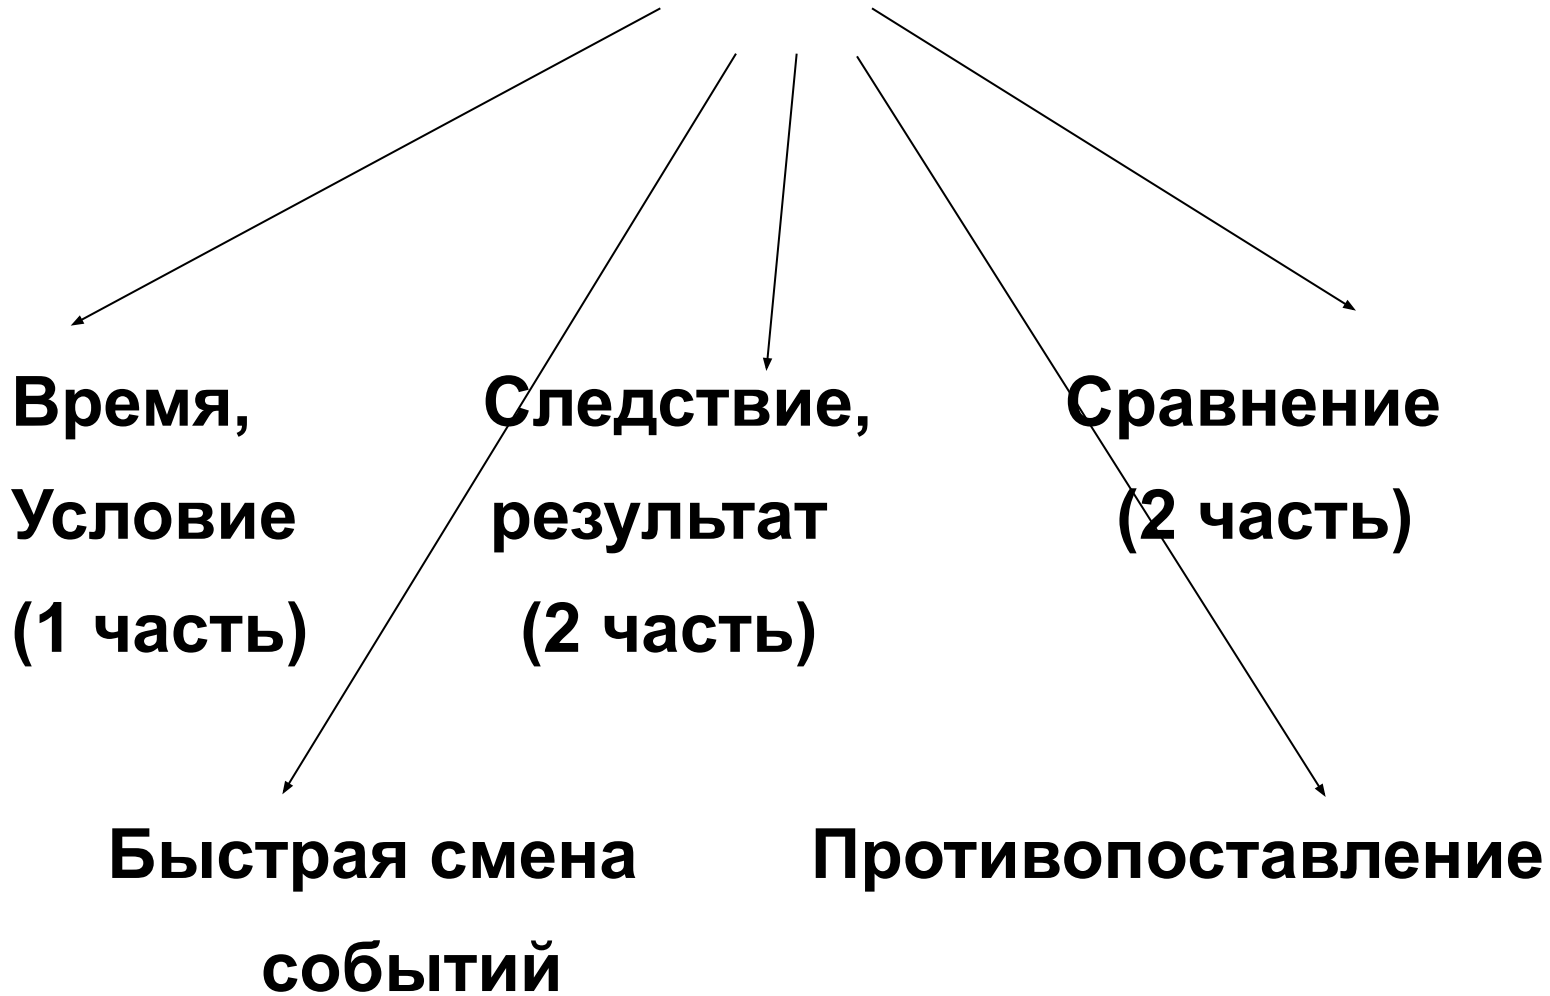 Время, Следствие, Сравнение
Условие результат (2 часть)
(1 часть) (2 часть)
Быстрая смена Противопоставление
событий